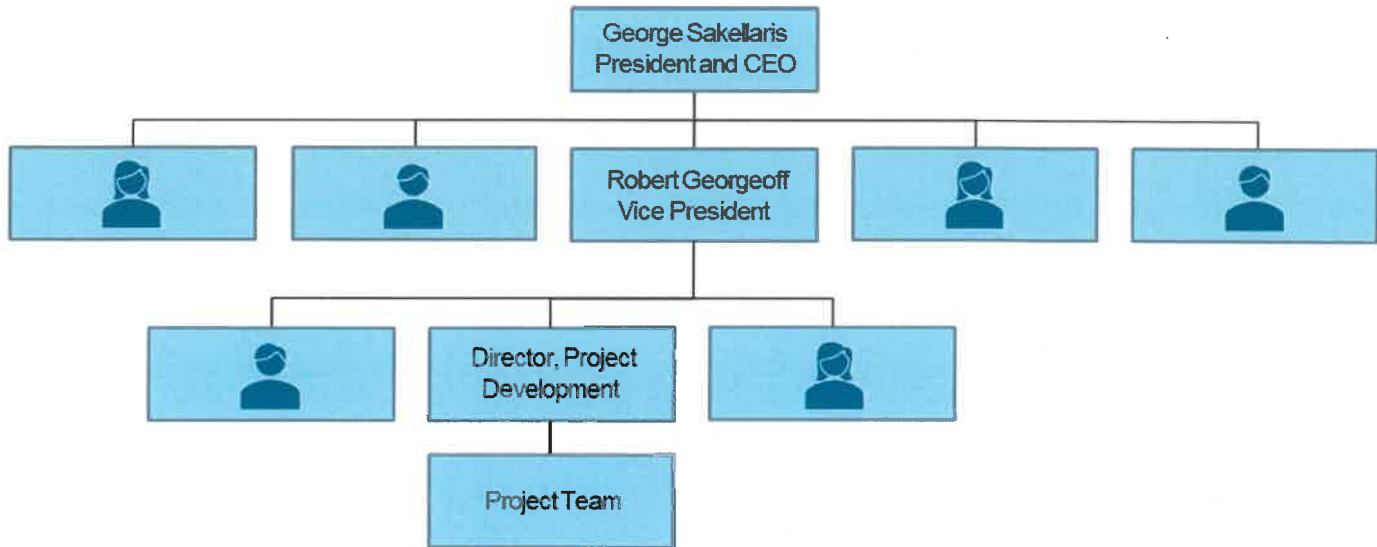 George Sakellaris
President and CEO
Robert Georgeoff
Vice President
Director, Project
Development
Project Team